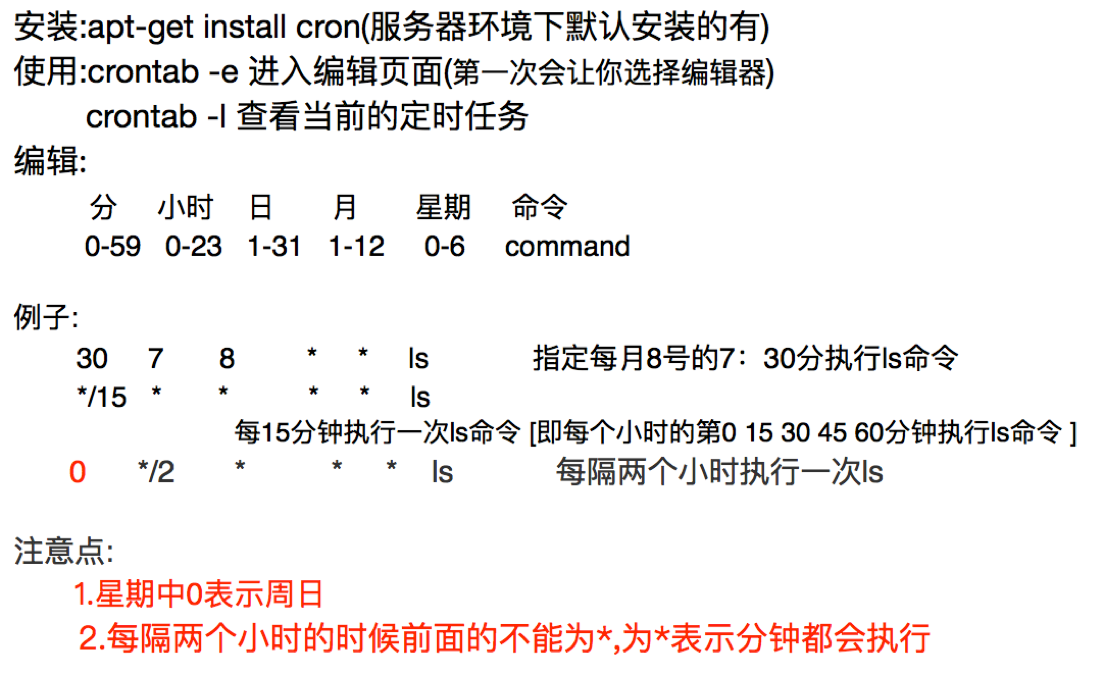 安装:apt-get install cron(服务器环境下默认安装的有)
使用:crontab -e 进入编辑页面(第一次会让你选择编辑器)
crontab -l 查看当前的定时任务
编辑:
分 小时 日 月 星期 命令
0-59 0-23 1-31 1-12 0-6 command
例子:
30 7 8 * * ls 指定每月8号的7：30分执行ls命令
*/15 * * * * ls
每15分钟执行一次ls命令 [即每个小时的第0 15 30 45 60分钟执行ls命令 ]
0 */2 * * * ls 每隔两个小时执行一次ls
注意点:
1.星期中0表示周日
2.每隔两个小时的时候前面的不能为*,为*表示分钟都会执行